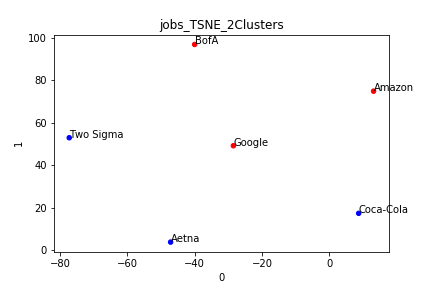 jobs_TSNE_2Clusters
100
80
60
40
20
0
1
BofA
Amazon
Two Sigma
Google
Coca-Cola
Aetna
−80
−60
−40
−20
0
0